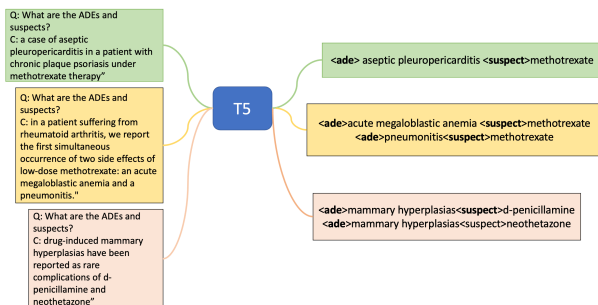 Q: What are the ADEs and
suspects?
C: a case of aseptic
pleuropericarditis in a patient with
chronic plaque psoriasis under
methotrexate therapy”
Q: What are the ADEs and
suspects?
C: in a patient suffering from
rheumatoid arthritis, we report
the first simultaneous
occurrence of two side effects of
low-dose methotrexate: an acute
megaloblastic anemia and a
pneumonitis."
Q: What are the ADEs and
suspects?
C: drug-induced mammary
hyperplasias have been
reported as rare
complications of d-
penicillamine and
neothetazone”
T5
<ade> aseptic pleuropericarditis <suspect>methotrexate
<ade>acute megaloblastic anemia <suspect>methotrexate
<ade>pneumonitis<suspect>methotrexate
<ade>mammary hyperplasias<suspect>d-penicillamine
<ade>mammary hyperplasias<suspect>neothetazone